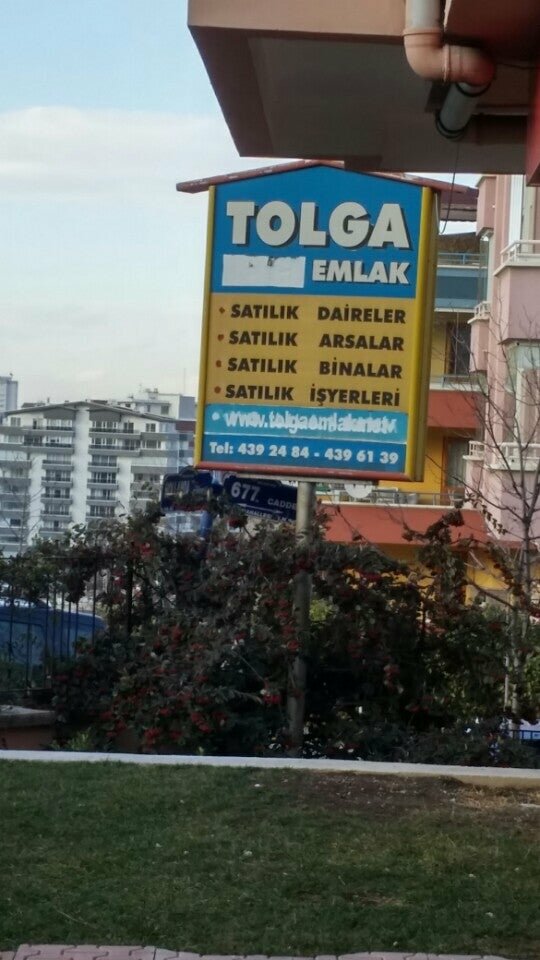 TOLGA
EMLAK
• SATILIK DAİRELER
• SATILIK ARSALAR
• SATILIK BİNALAR
• SATILIK İŞYERLERİ
Tel: 439 24 84 - 439 61 39
677. CADDE